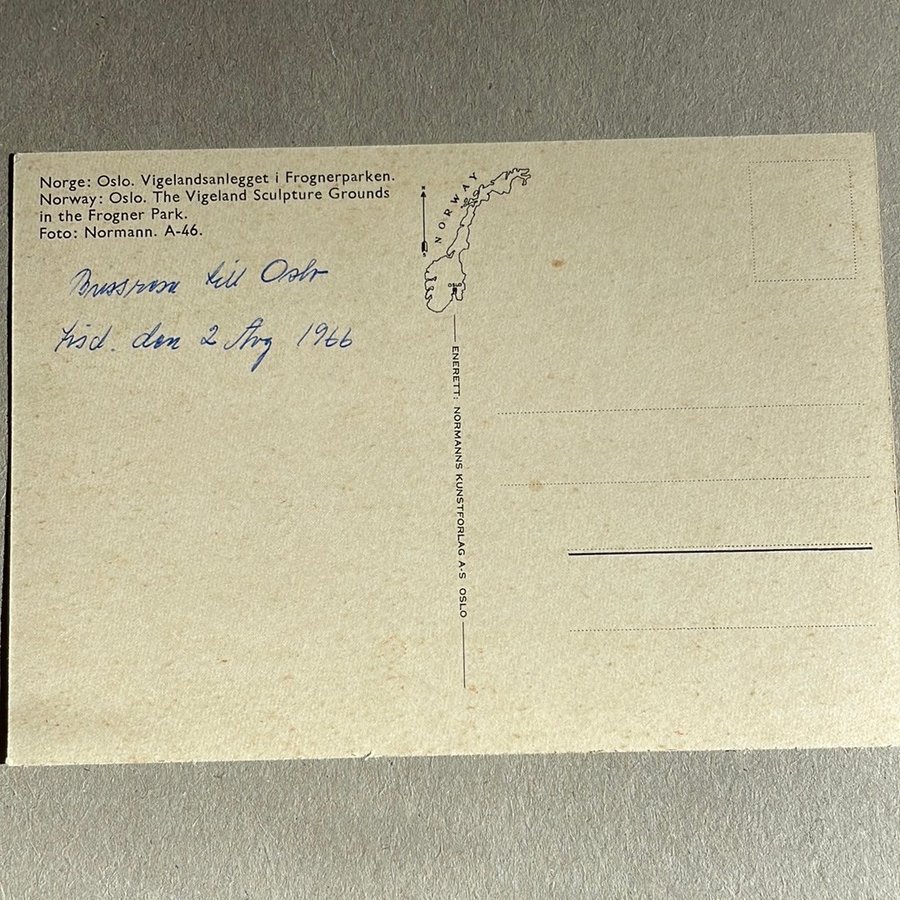 Norge: Oslo. Vigelandsanlegget i Frognerparken.
Norway: Oslo. The Vigeland Sculpture Grounds
in the Frogner Park.
Foto: Normann. A-46.
Bussresa till Oslo
tisd. den 2 Aug 1966
NORWAY
OSLO
ENERETT: NORMANNS KUNSTFORLAG A·S OSLO